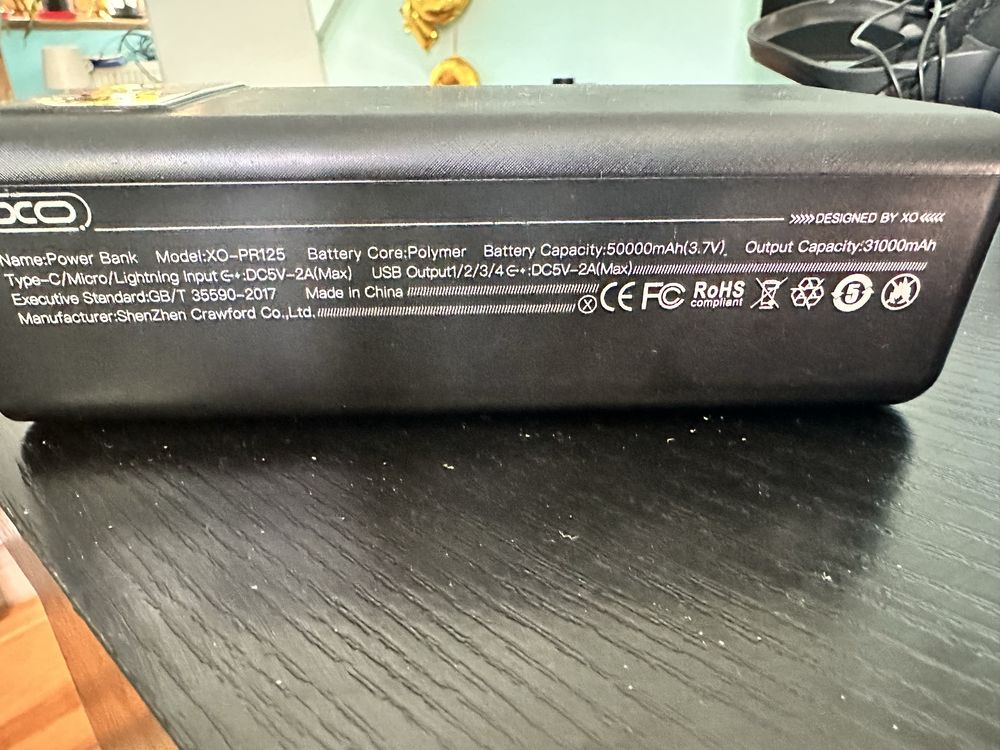 DESIGNED BY XO
Name:Power Bank Model:XO-PR125 Battery Core:Polymer Battery Capacity:50000mAh(3.7V) Output Capacity:31000mAh
Type-C/Micro/Lightning Input:DC5V-2A(Max) USB Output1/2/3/4:DC5V-2A(Max)
Executive Standard:GB/T 35590-2017 Made in China
CE FC RoHS compliant 5
Manufacturer:ShenZhen Crawford Co.,Ltd.